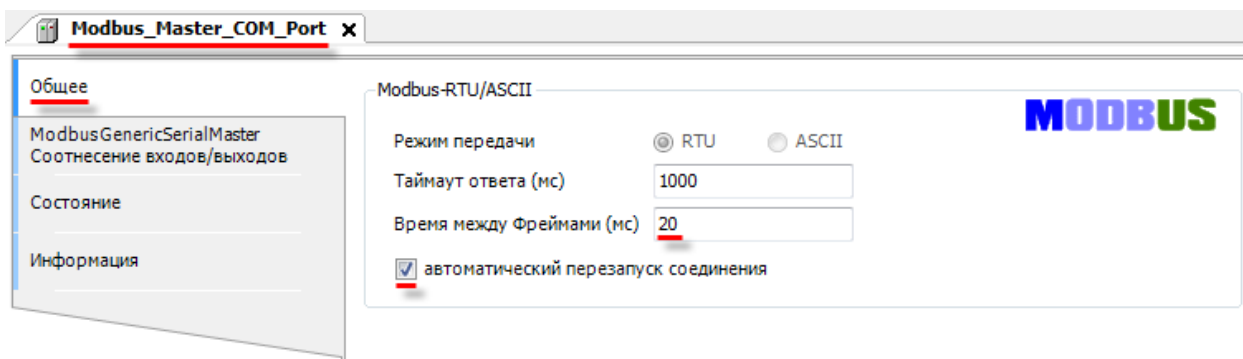 Modbus_Master_COM_Port
Общее
ModbusGenericSerialMaster
Соотнесение входов/выходов
Состояние
Информация
Modbus-RTU/ASCII
MODBUS
Режим передачи RTU ASCII
Таймаут ответа (мс) 1000
Время между Фреймами (мс) 20
автоматический перезапуск соединения